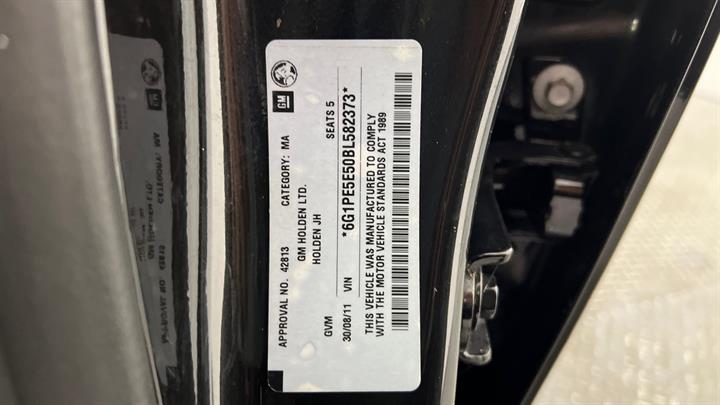 APPROVAL NO. 42813 CATEGORY: MA
GM
GM HOLDEN LTD.
HOLDEN JH
GVM SEATS 5
30/08/11 VIN *6G1PE5E50BL582373*
THIS VEHICLE WAS MANUFACTURED TO COMPLY
WITH THE MOTOR VEHICLE STANDARDS ACT 1989